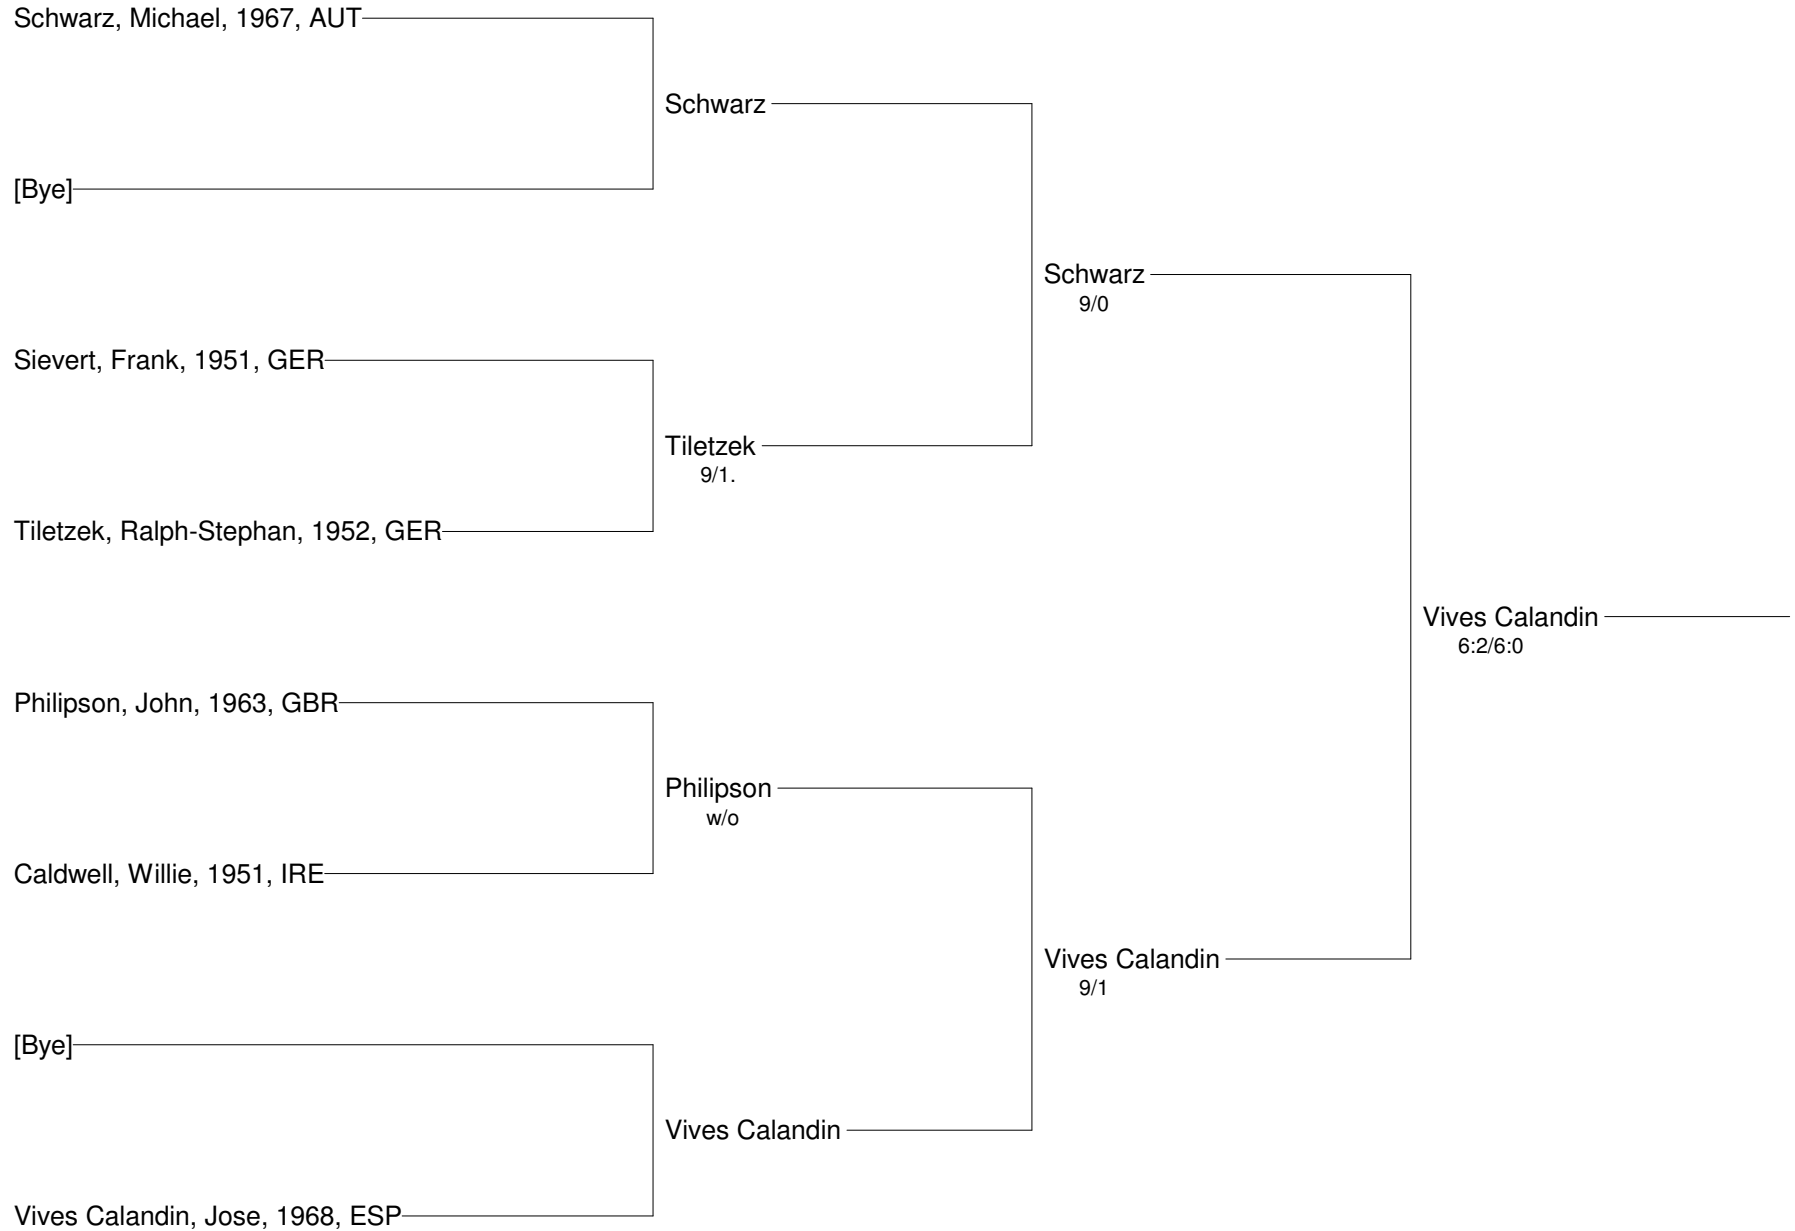 Schwarz, Michael, 1967, AUT
Schwarz
[Bye]
Schwarz
9/0
Sievert, Frank, 1951, GER
Tiletzek
9/1.
Tiletzek, Ralph-Stephan, 1952, GER
Vives Calandin
6:2/6:0
Philipson, John, 1963, GBR
Philipson
w/o
Caldwell, Willie, 1951, IRE
Vives Calandin
9/1
[Bye]
Vives Calandin
Vives Calandin, Jose, 1968, ESP